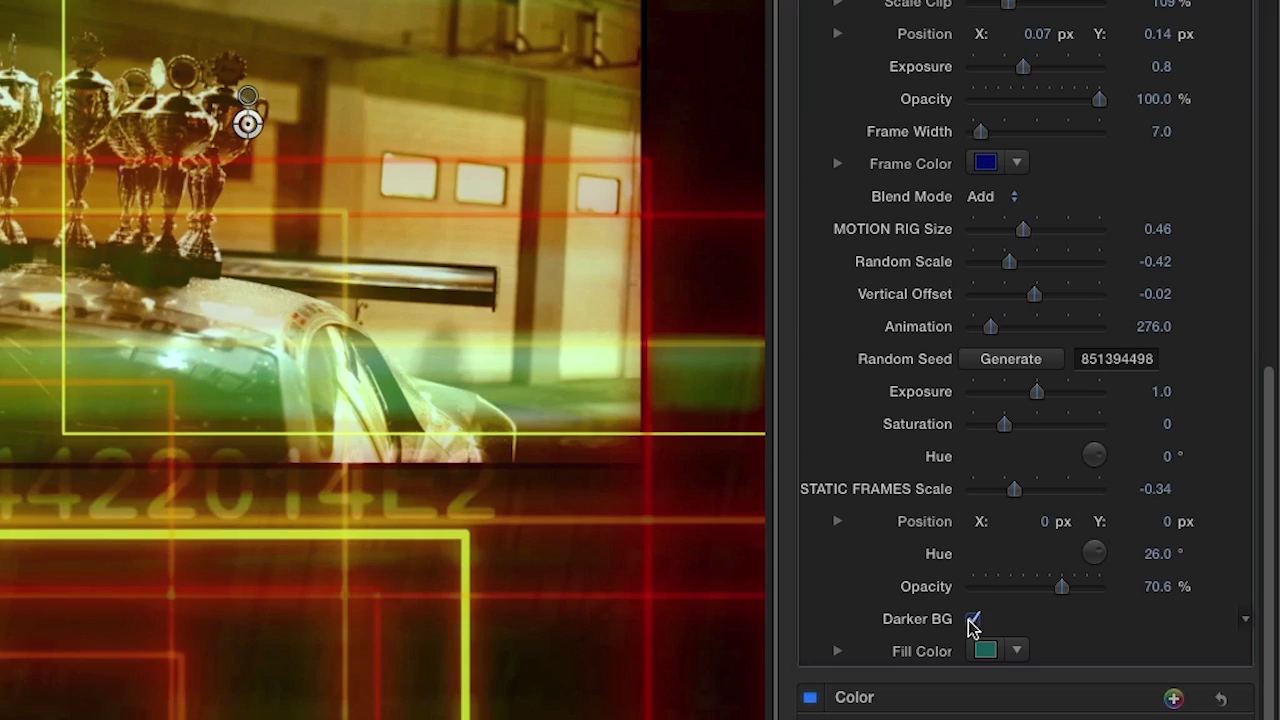 Scale Clip 109 %
Position X: 0.07 px Y: 0.14 px
Exposure 0.8
Opacity 100.0 %
Frame Width 7.0
Frame Color
Blend Mode Add
MOTION RIG Size 0.46
Random Scale -0.42
Vertical Offset -0.02
Animation 276.0
Random Seed Generate 851394498
Exposure 1.0
Saturation 0
Hue 0 °
STATIC FRAMES Scale -0.34
Position X: 0 px Y: 0 px
Hue 26.0 °
Opacity 70.6 %
Darker BG
Fill Color
Color
4422014E2